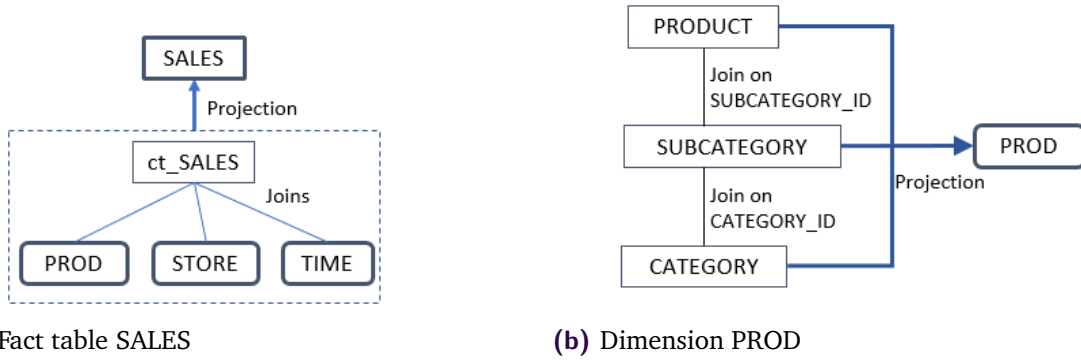 SALES
Projection
ct_SALES
Joins
PROD
STORE
TIME
Fact table SALES
PRODUCT
Join on
SUBCATEGORY_ID
SUBCATEGORY
PROD
Projection
Join on
CATEGORY_ID
CATEGORY
(b) Dimension PROD